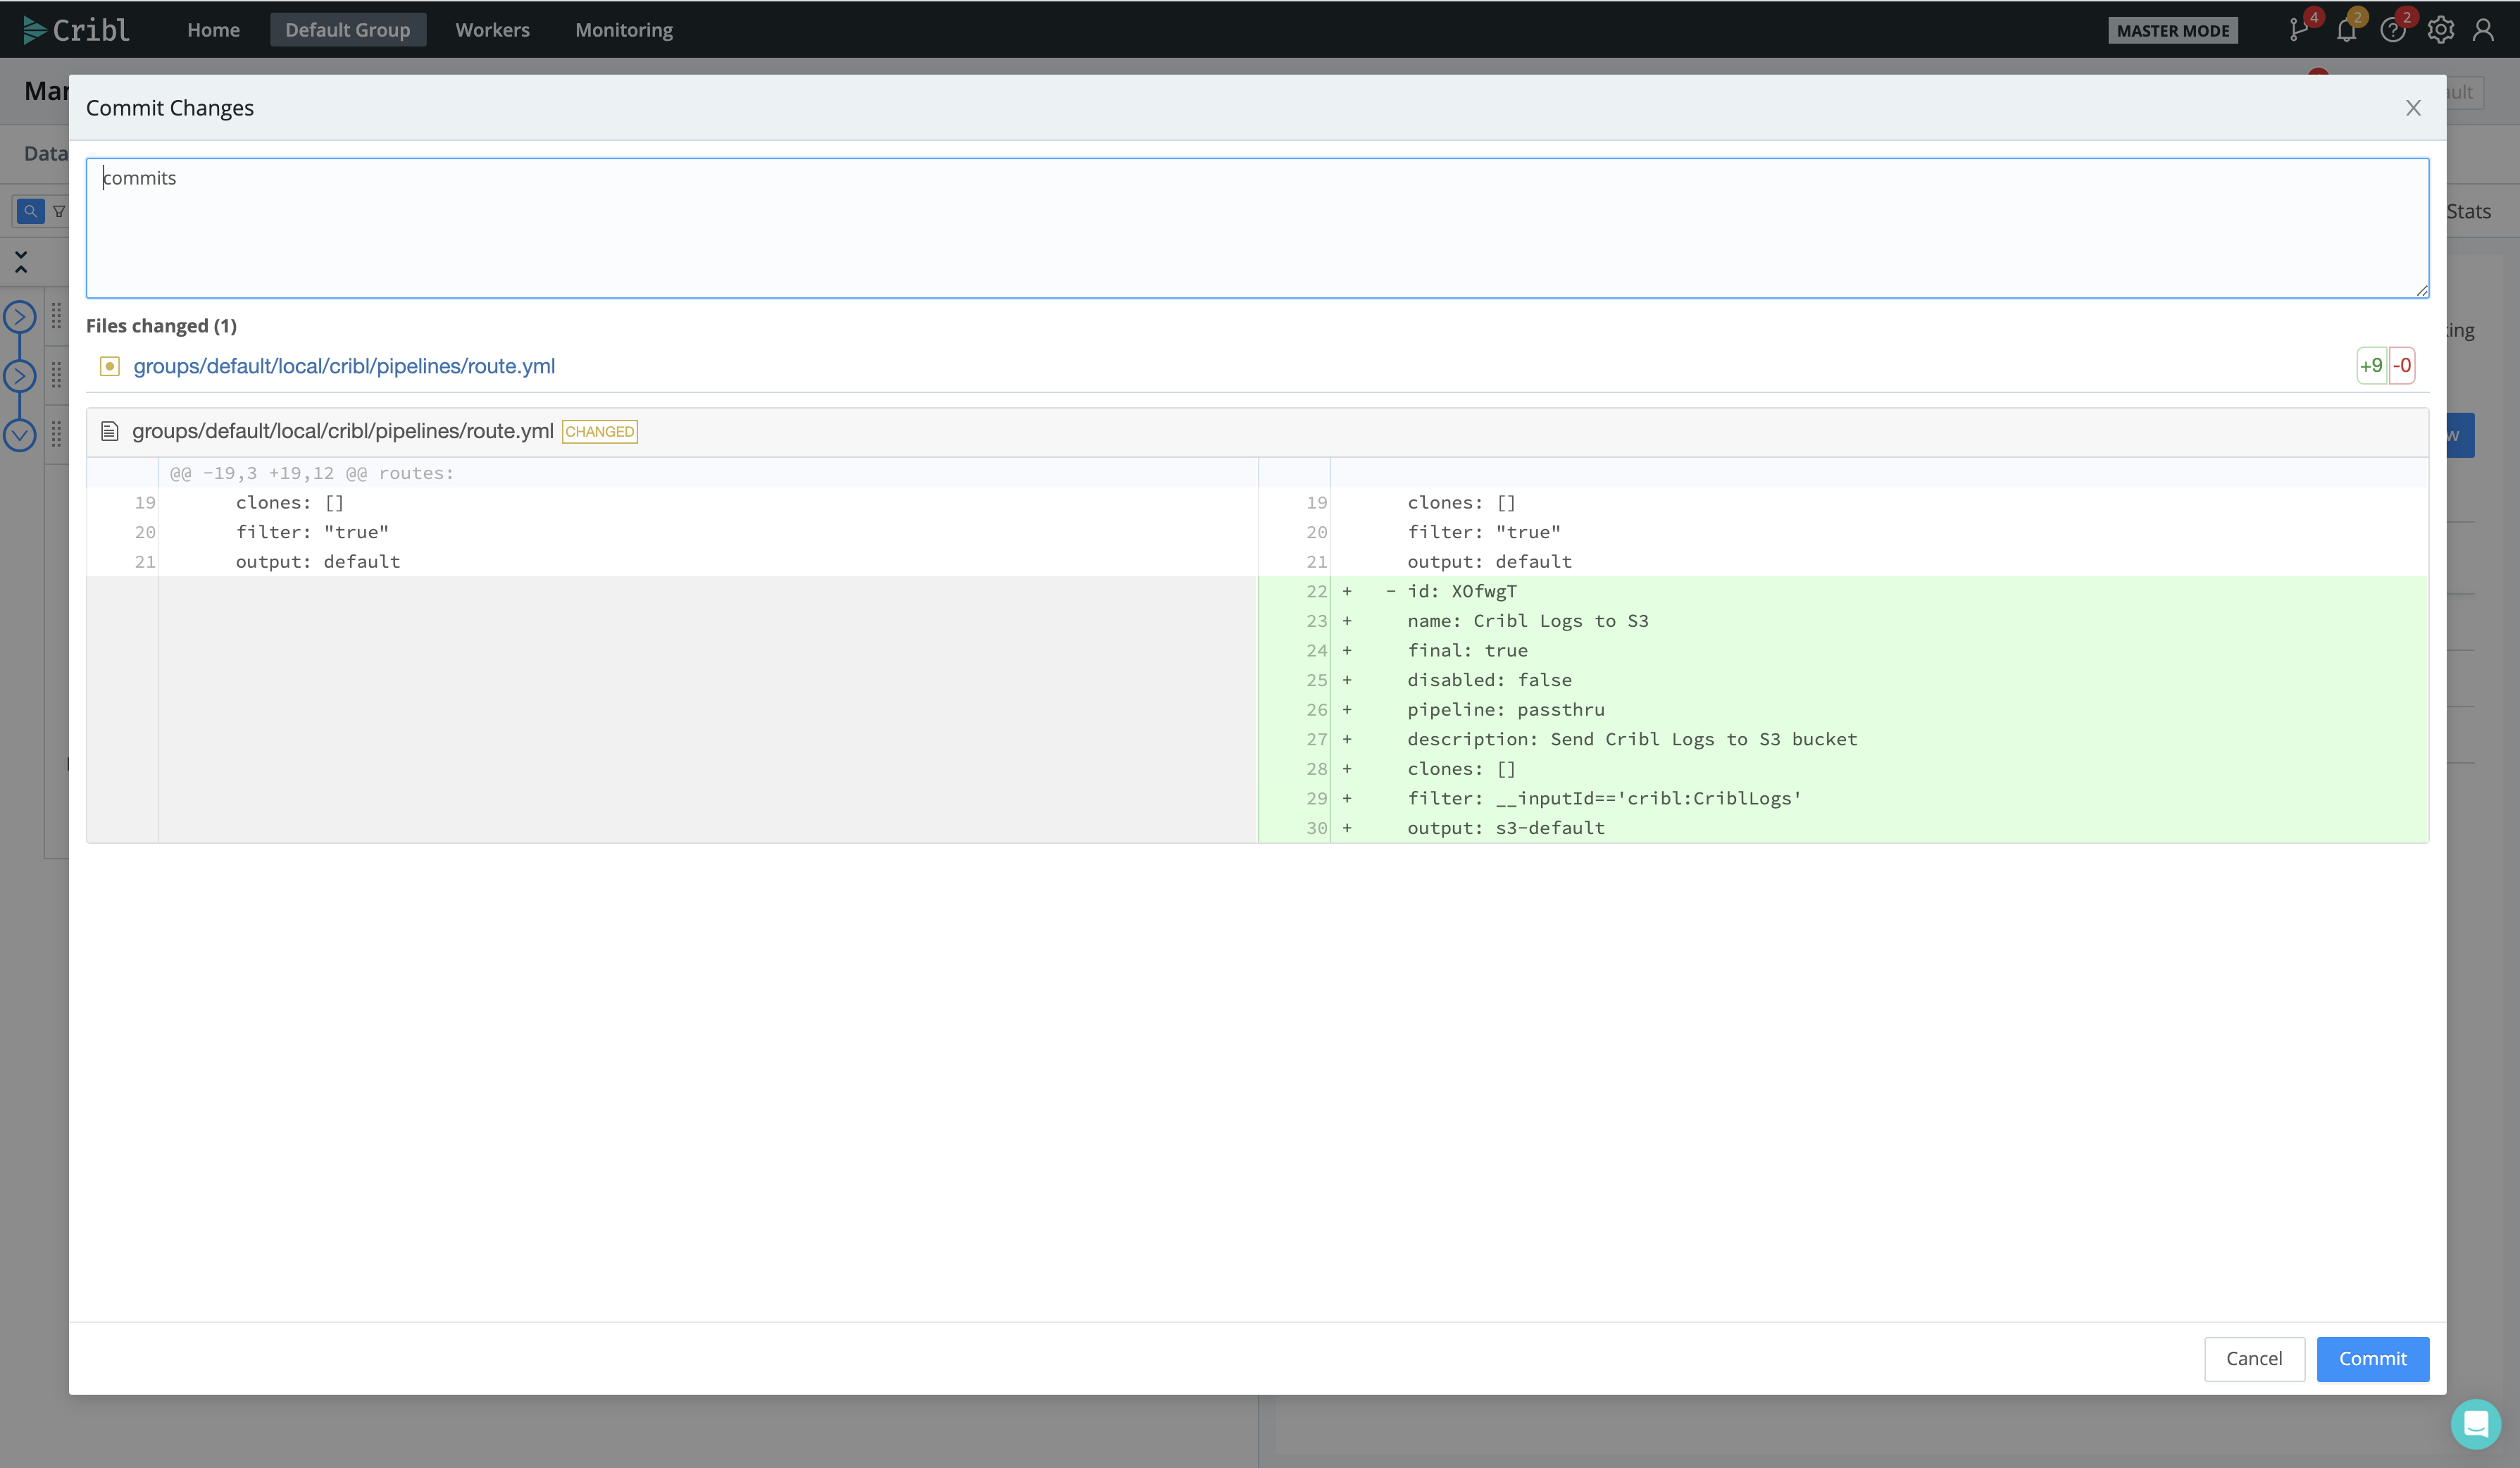 Cribl Home Default Group Workers Monitoring MASTER MODE 4 2 2
Commit Changes
commits
Data
Stats
Files changed (1)
groups/default/local/cribl/pipelines/route.yml +9 -0
groups/default/local/cribl/pipelines/route.yml CHANGED
@@ -19,3 +19,12 @@ routes:
19 clones: [] 19 clones: []
20 filter: "true" 20 filter: "true"
21 output: default 21 output: default
22 + - id: XOfwgT
23 + name: Cribl Logs to S3
24 + final: true
25 + disabled: false
26 + pipeline: passthru
27 + description: Send Cribl Logs to S3 bucket
28 + clones: []
29 + filter: __inputId=='cribl:CriblLogs'
30 + output: s3-default
Cancel Commit